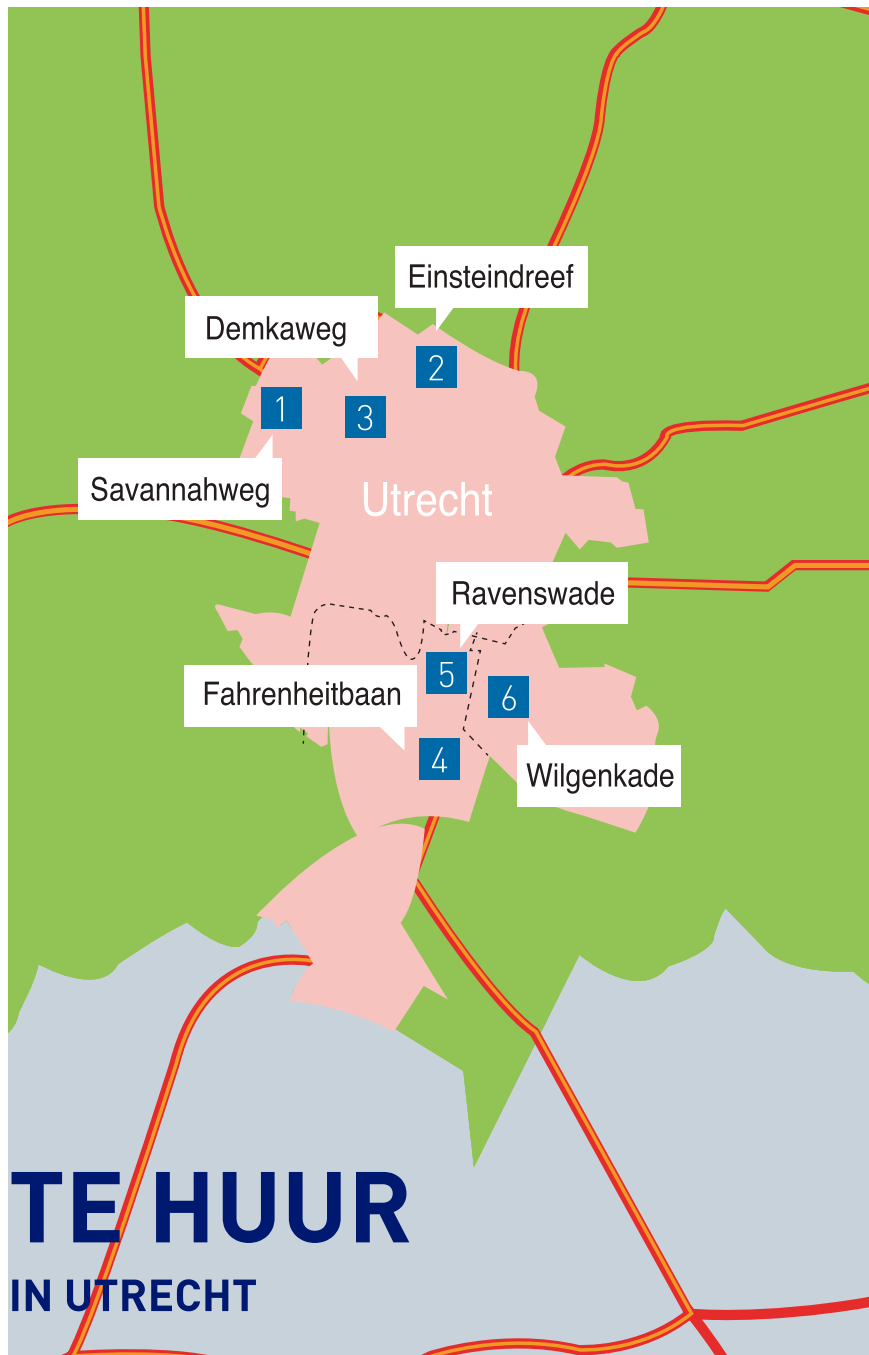 Einsteindreef
Demkaweg
2
1
3
Savannahweg
Utrecht
Ravenswade
5
Fahrenheitbaan
6
4
Wilgenkade
TE HUUR
IN UTRECHT